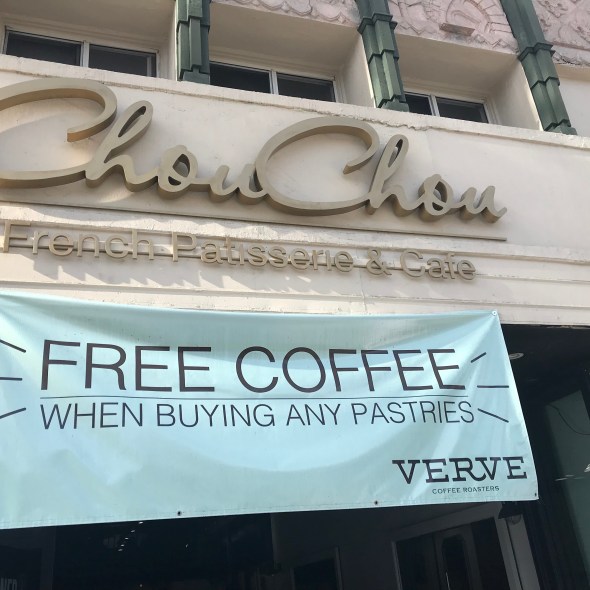 ChouChou
French Patisserie & Cafe
FREE COFFEE
WHEN BUYING ANY PASTRIES
VERVE
COFFEE ROASTERS